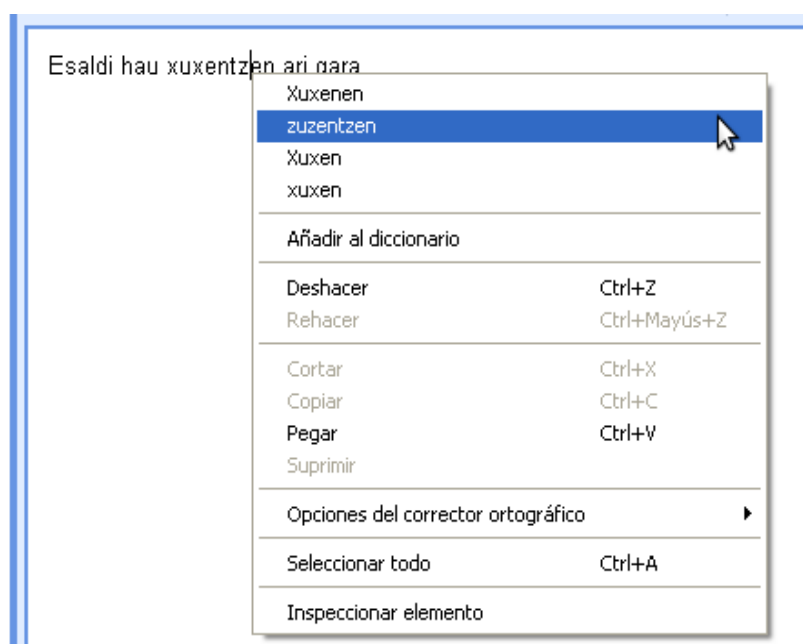 Esaldi hau xuxentzen ari gara
Xuxenen
zuzentzen
Xuxen
xuxen
Añadir al diccionario
Deshacer Ctrl+Z
Rehacer Ctrl+Mayús+Z
Cortar Ctrl+X
Copiar Ctrl+C
Pegar Ctrl+V
Suprimir
Opciones del corrector ortográfico
Seleccionar todo Ctrl+A
Inspeccionar elemento